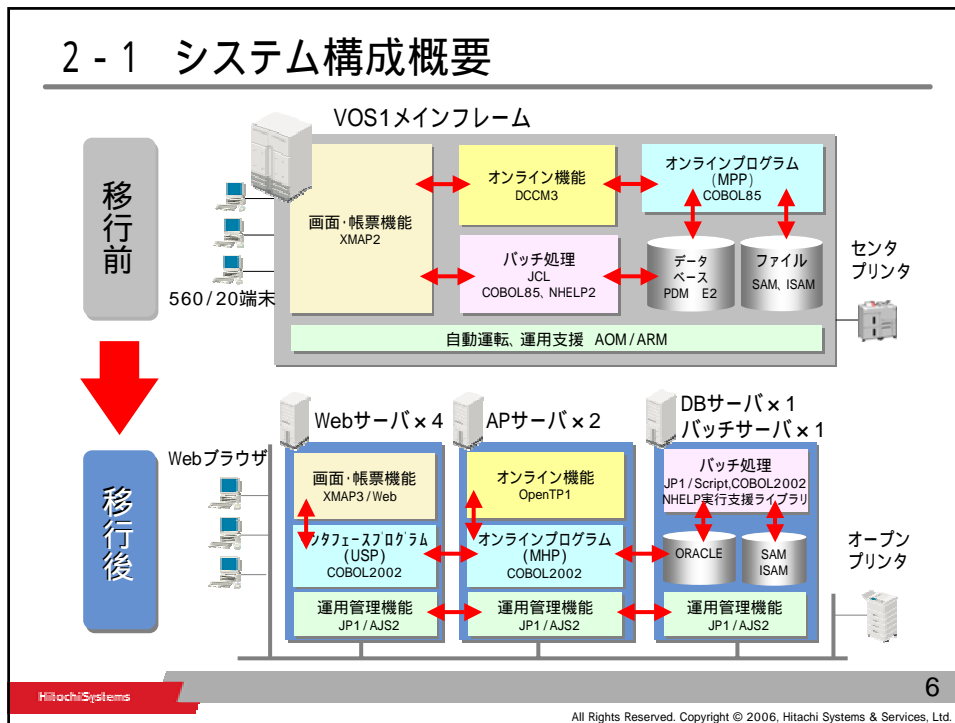 2-1 システム構成概要
移行前
VOS1メインフレーム
560/20端末
画面・帳票機能
XMAP2
オンライン機能
DCCM3
オンラインプログラム
(MPP)
COBOL85
バッチ処理
JCL
COBOL85、NHELP2
データ
ベース
PDM E2
ファイル
SAM、ISAM
センタ
プリンタ
自動運転、運用支援 AOM/ARM
移行後
Webブラウザ
Webサーバ×4
画面・帳票機能
XMAP3/Web
ンタフェースプログラム
(USP)
COBOL2002
運用管理機能
JP1/AJS2
APサーバ×2
オンライン機能
OpenTP1
オンラインプログラム
(MHP)
COBOL2002
運用管理機能
JP1/AJS2
DBサーバ×1
バッチサーバ×1
バッチ処理
JP1/Script,COBOL2002
NHELP実行支援ライブラリ
ORACLE
SAM
ISAM
運用管理機能
JP1/AJS2
オープン
プリンタ
HitachiSystems
6
All Rights Reserved. Copyright © 2006, Hitachi Systems & Services, Ltd.